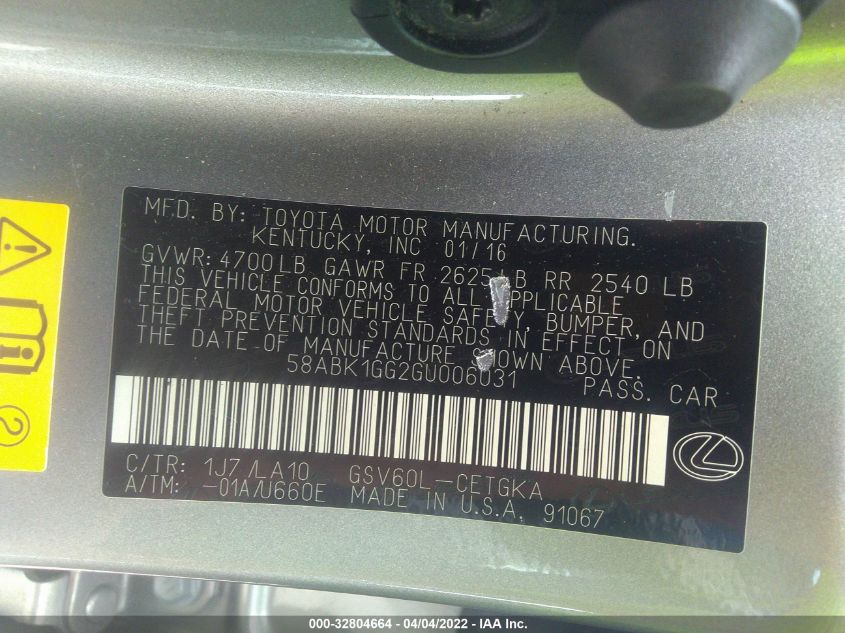 MFD. BY: TOYOTA MOTOR MANUFACTURING.
KENTUCKY, INC 01/16
GVWR: 4700LB GAWR FR 2625 LB RR 2540 LB
THIS VEHICLE CONFORMS TO ALL APPLICABLE
FEDERAL MOTOR VEHICLE SAFETY, BUMPER, AND
THEFT PREVENTION STANDARDS IN EFFECT ON
THE DATE OF MANUFACTURE SHOWN ABOVE.
58ABK1GG2GU006031
PASS. CAR
C/TR: 1J7/LA10 GSV60L-CETGKA
A/TM: -01A/U660E MADE IN U.S.A. 91067
000-32804664 - 04/04/2022 - IAA Inc.